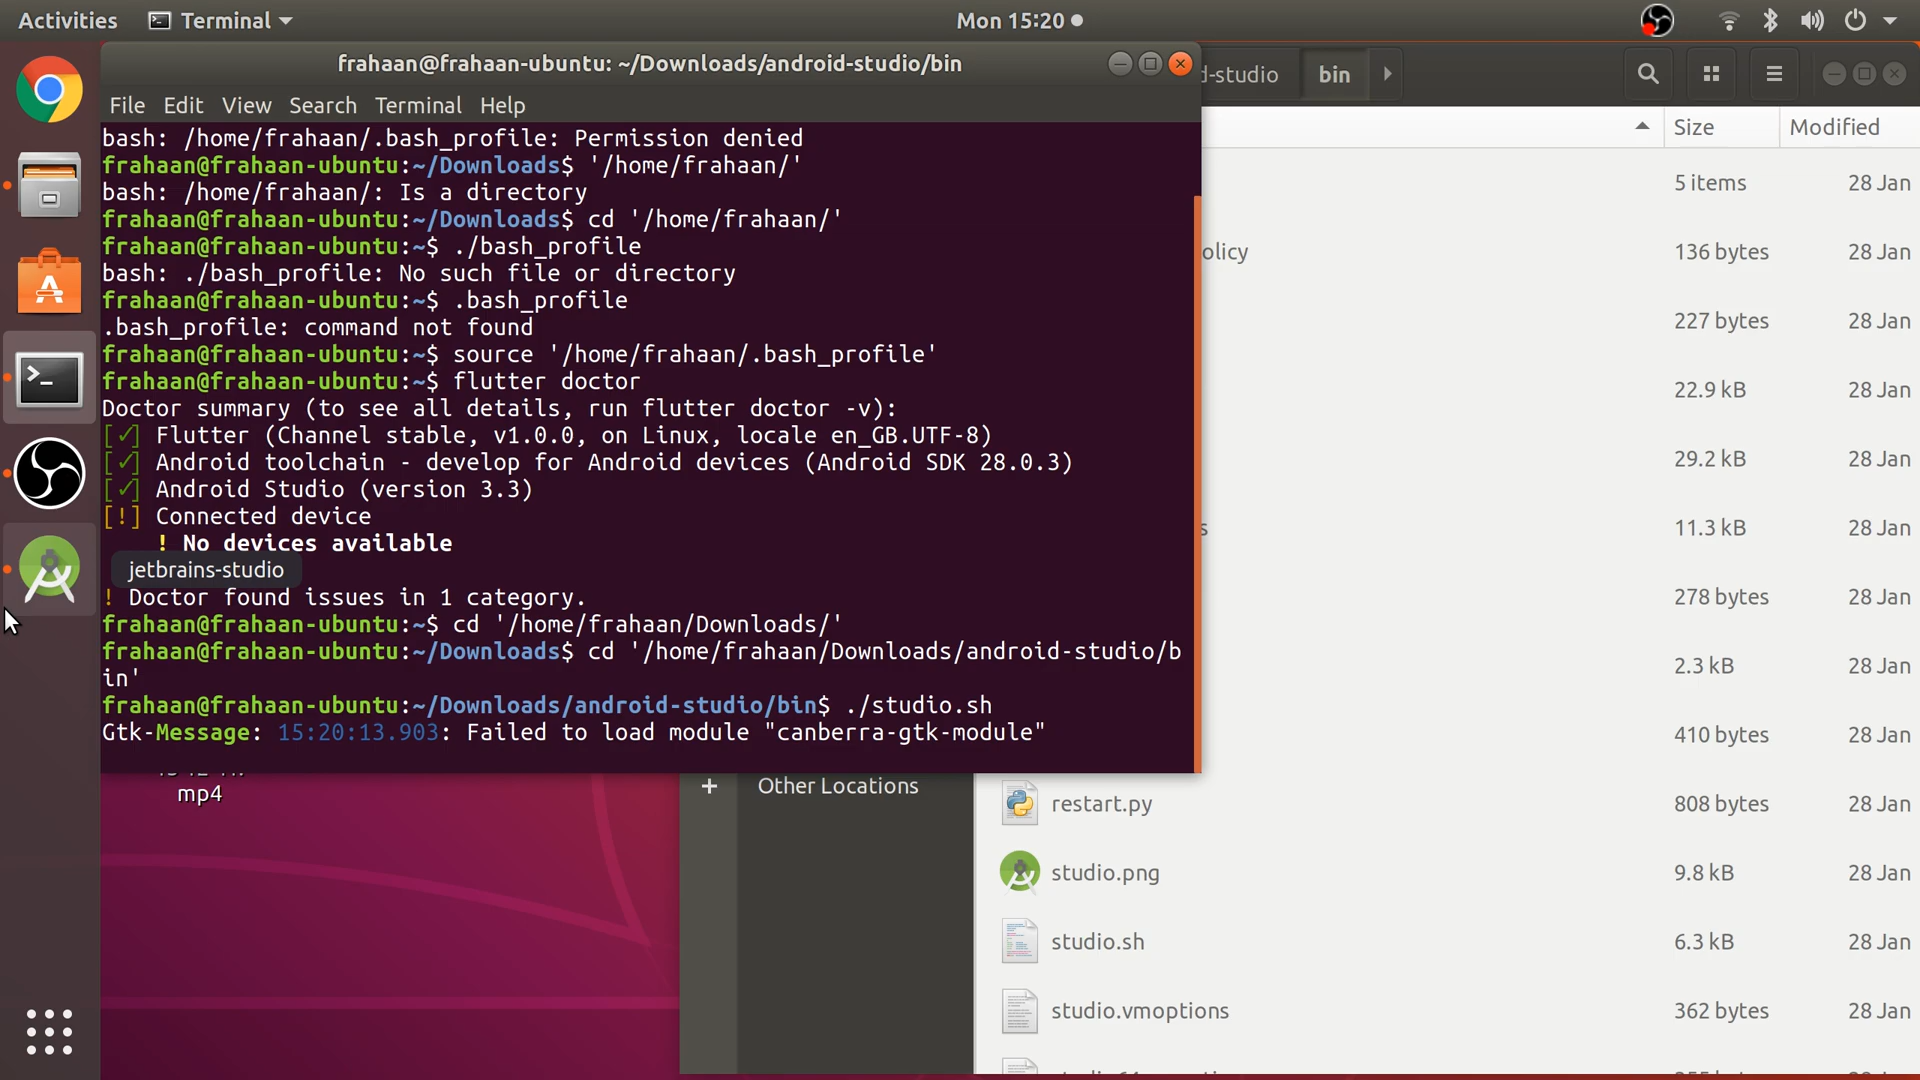 Activities
Terminal
Mon 15:20
frahaan@frahaan-ubuntu: ~/Downloads/android-studio/bin
File Edit View Search Terminal Help
bash: /home/frahaan/.bash_profile: Permission denied
frahaan@frahaan-ubuntu:~/Downloads$ '/home/frahaan/'
bash: /home/frahaan/: Is a directory
frahaan@frahaan-ubuntu:~/Downloads$ cd '/home/frahaan/'
frahaan@frahaan-ubuntu:~$ ./bash_profile
bash: ./bash_profile: No such file or directory
frahaan@frahaan-ubuntu:~$ .bash_profile
.bash_profile: command not found
frahaan@frahaan-ubuntu:~$ source '/home/frahaan/.bash_profile'
frahaan@frahaan-ubuntu:~$ flutter doctor
Doctor summary (to see all details, run flutter doctor -v):
[✓] Flutter (Channel stable, v1.0.0, on Linux, locale en_GB.UTF-8)
[✓] Android toolchain - develop for Android devices (Android SDK 28.0.3)
[✓] Android Studio (version 3.3)
[!] Connected device
! No devices available
jetbrains-studio
! Doctor found issues in 1 category.
frahaan@frahaan-ubuntu:~$ cd '/home/frahaan/Downloads/'
frahaan@frahaan-ubuntu:~/Downloads$ cd '/home/frahaan/Downloads/android-studio/b
in'
frahaan@frahaan-ubuntu:~/Downloads/android-studio/bin$ ./studio.sh
Gtk-Message: 15:20:13.903: Failed to load module "canberra-gtk-module"
mp4
d-studio
bin
Size Modified
5 items 28 Jan
olicy 136 bytes 28 Jan
227 bytes 28 Jan
22.9 kB 28 Jan
29.2 kB 28 Jan
s 11.3 kB 28 Jan
278 bytes 28 Jan
2.3 kB 28 Jan
410 bytes 28 Jan
+ Other Locations
restart.py 808 bytes 28 Jan
studio.png 9.8 kB 28 Jan
studio.sh 6.3 kB 28 Jan
studio.vmoptions 362 bytes 28 Jan